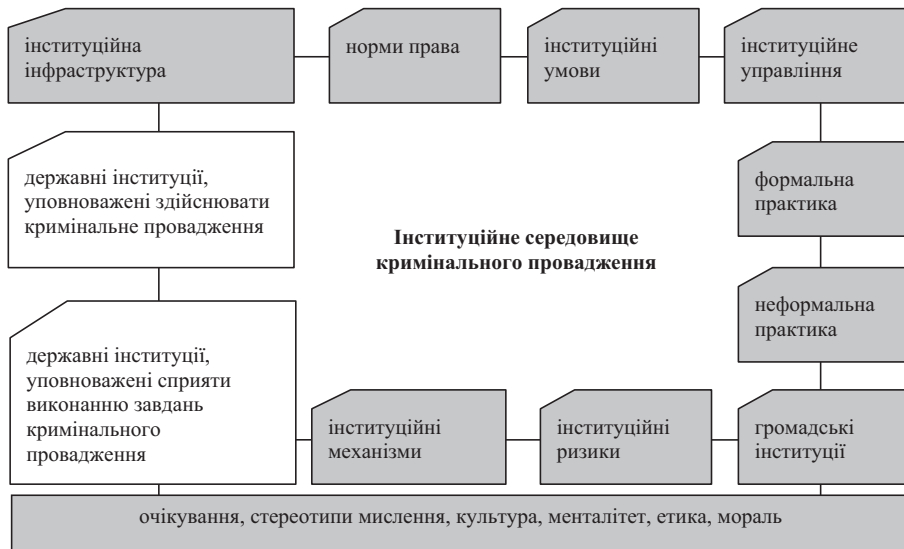 інституційна
інфраструктура
норми права
інституційні
умови
інституційне
управління
державні інституції,
уповноважені здійснювати
кримінальне провадження
формальна
практика
Інституційне середовище
кримінального провадження
неформальна
практика
державні інституції,
уповноважені сприяти
виконанню завдань
кримінального
провадження
інституційні
механізми
інституційні
ризики
громадські
інституції
очікування, стереотипи мислення, культура, менталітет, етика, мораль